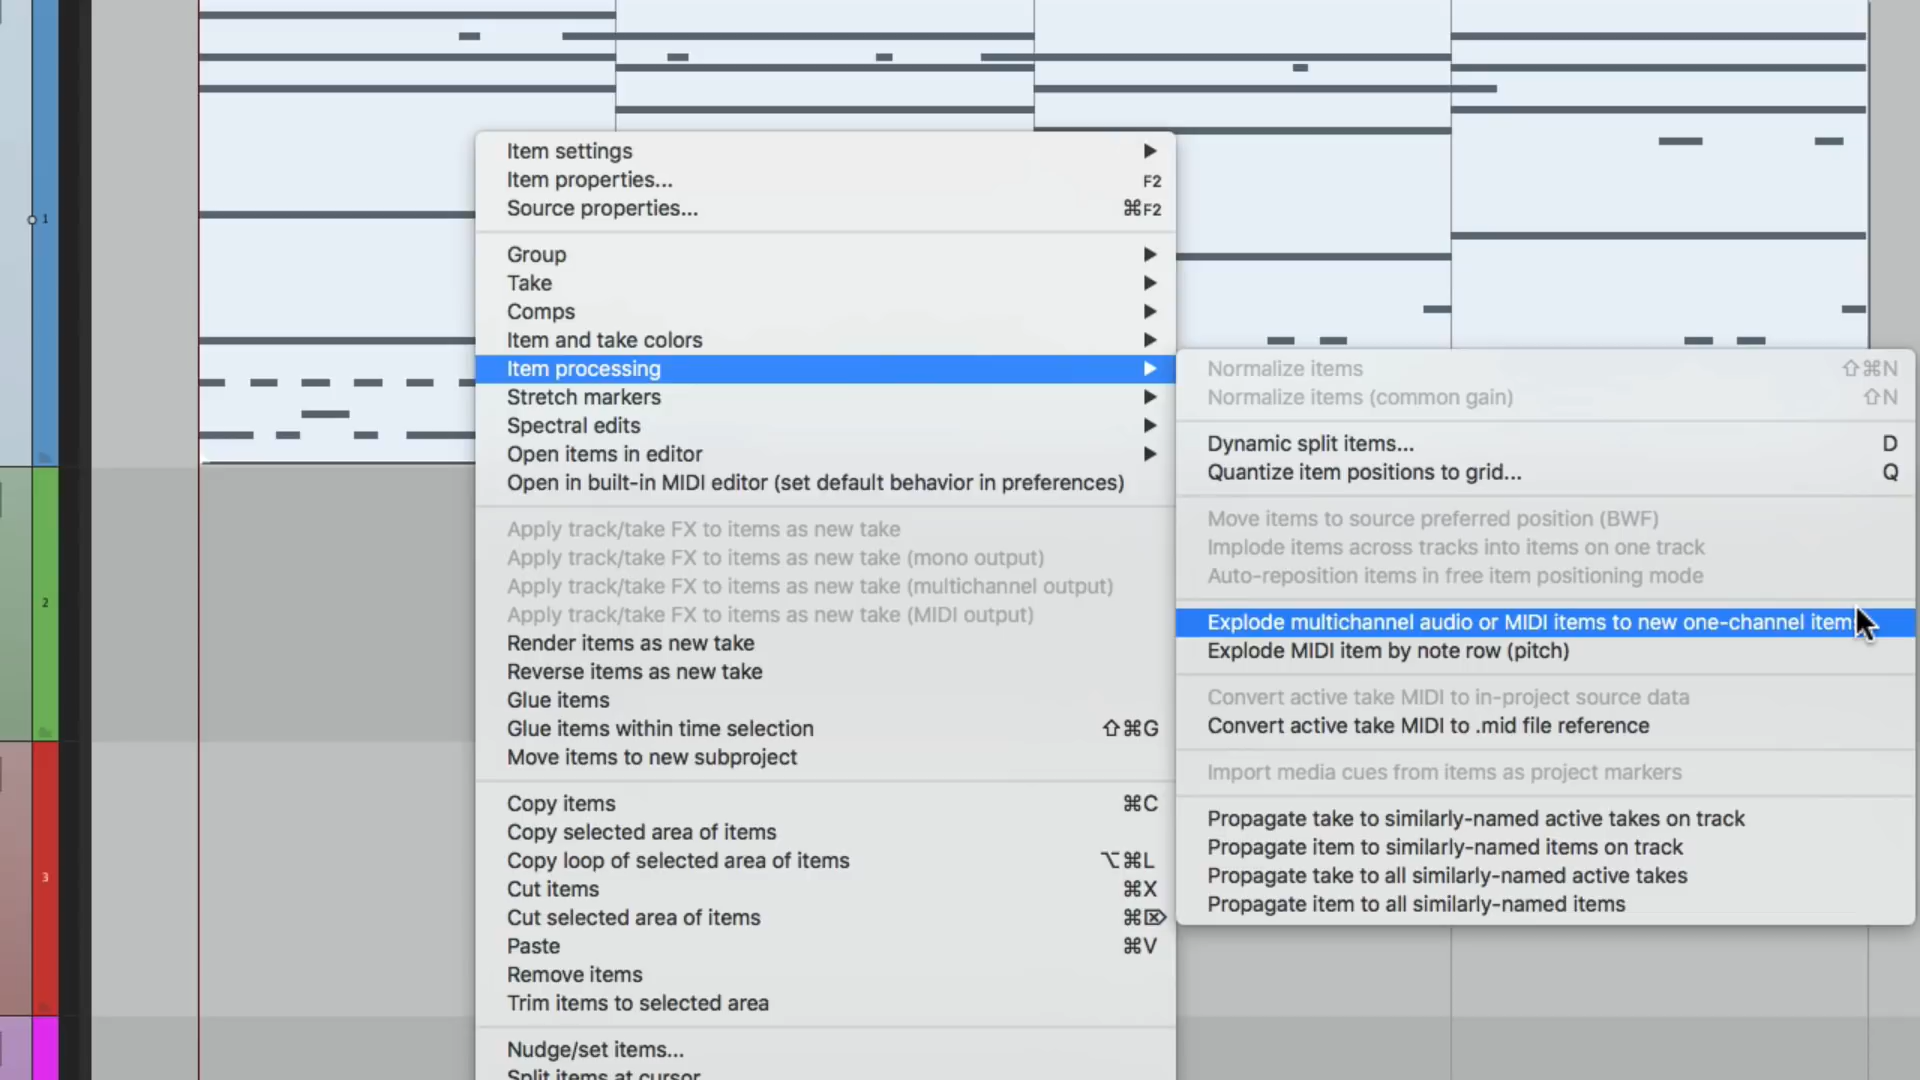 Item settings
Item properties... F2
Source properties... ⌘F2
Group
Take
Comps
Item and take colors
Item processing
Stretch markers
Spectral edits
Open items in editor
Open in built-in MIDI editor (set default behavior in preferences)
Apply track/take FX to items as new take
Apply track/take FX to items as new take (mono output)
Apply track/take FX to items as new take (multichannel output)
Apply track/take FX to items as new take (MIDI output)
Render items as new take
Reverse items as new take
Glue items
Glue items within time selection ⇧⌘G
Move items to new subproject
Copy items ⌘C
Copy selected area of items
Copy loop of selected area of items ⌥⌘L
Cut items ⌘X
Cut selected area of items ⌘⌦
Paste ⌘V
Remove items
Trim items to selected area
Nudge/set items...
Split items at cursor
Normalize items ⇧⌘N
Normalize items (common gain) ⇧N
Dynamic split items... D
Quantize item positions to grid... Q
Move items to source preferred position (BWF)
Implode items across tracks into items on one track
Auto-reposition items in free item positioning mode
Explode multichannel audio or MIDI items to new one-channel item
Explode MIDI item by note row (pitch)
Convert active take MIDI to in-project source data
Convert active take MIDI to .mid file reference
Import media cues from items as project markers
Propagate take to similarly-named active takes on track
Propagate item to similarly-named items on track
Propagate take to all similarly-named active takes
Propagate item to all similarly-named items
1
2
3